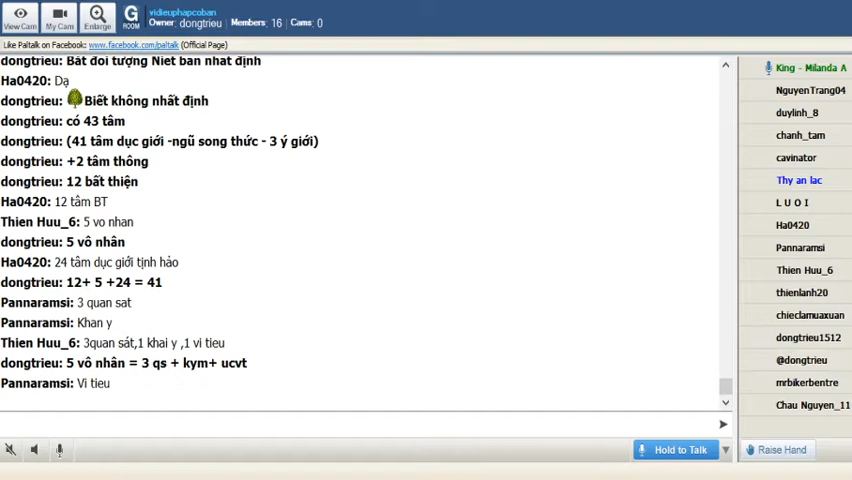 View Cam
My Cam
Enlarge
G
ROOM
vidieuphapcoban
Owner: dongtrieu Members: 16 Cams: 0
Like Paltalk on Facebook: www.facebook.com/paltalk (Official Page)
dongtrieu: Bắt đối tượng Níet bàn nhất định
Ha0420: Dạ
dongtrieu: Biết không nhất định
dongtrieu: có 43 tâm
dongtrieu: (41 tâm dục giới -ngũ song thức - 3 ý giới)
dongtrieu: +2 tâm thông
dongtrieu: 12 bất thiện
Ha0420: 12 tâm BT
Thien Huu_6: 5 vo nhan
dongtrieu: 5 vô nhân
Ha0420: 24 tâm dục giới tịnh hảo
dongtrieu: 12+ 5 +24 = 41
Pannaramsi: 3 quan sat
Pannaramsi: Khan y
Thien Huu_6: 3quan sát,1 khai y ,1 vi tieu
dongtrieu: 5 vô nhân = 3 qs + kym+ ucvt
Pannaramsi: Vi tieu
Hold to Talk
King - Milanda A
NguyenTrang04
duylinh_8
chanh_tam
cavinator
Thy an lac
L U O I
Ha0420
Pannaramsi
Thien Huu_6
thienlanh20
chieclamuaxuan
dongtrieu1512
@dongtrieu
mrbikerbentre
Chau Nguyen_11
Raise Hand